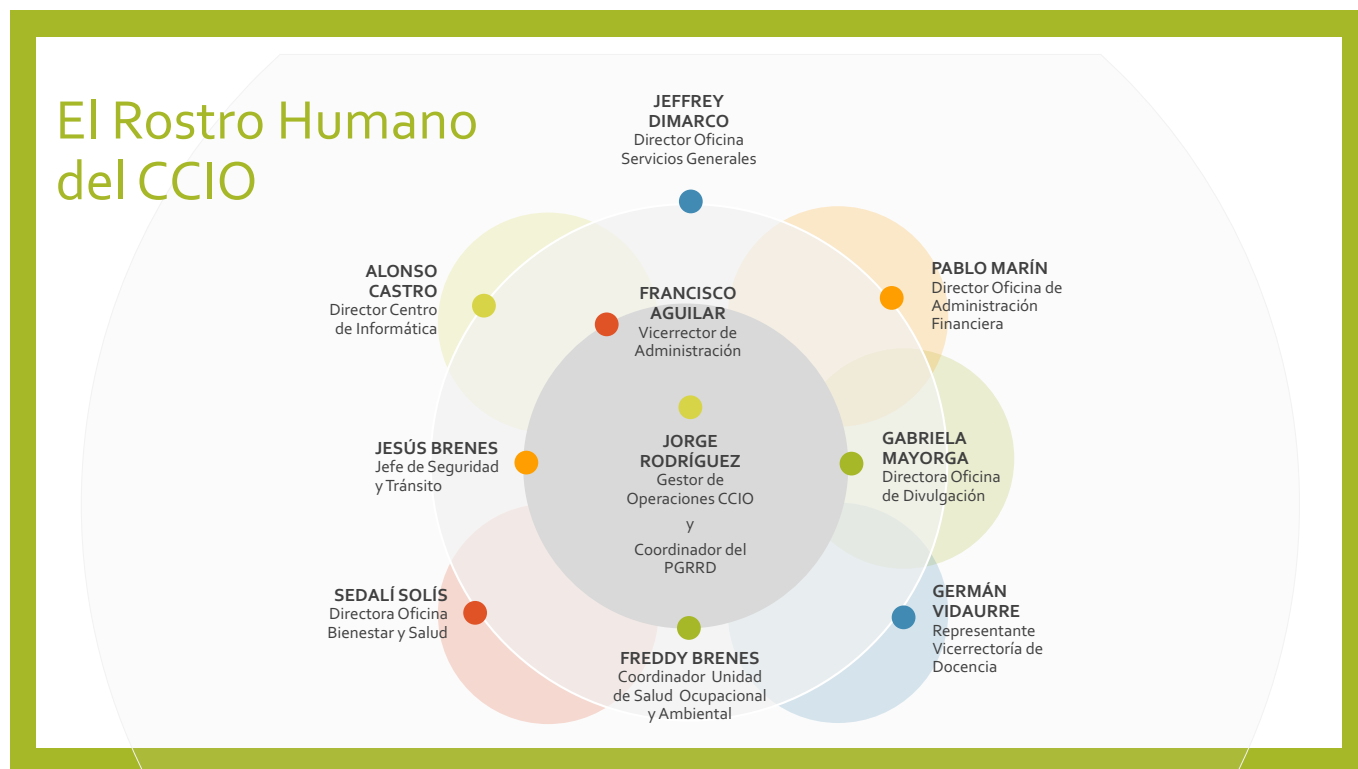 El Rostro Humano
del CCIO
JEFFREY
DIMARCO
Director Oficina
Servicios Generales
ALONSO
CASTRO
Director Centro
de Informática
FRANCISCO
AGUILAR
Vicerrector de
Administración
PABLO MARÍN
Director Oficina de
Administración
Financiera
JESÚS BRENES
Jefe de Seguridad
y Tránsito
JORGE
RODRÍGUEZ
Gestor de
Operaciones CCIO
y
Coordinador del
PGRRD
GABRIELA
MAYORGA
Directora Oficina
de Divulgación
SEDALÍ SOLÍS
Directora Oficina
Bienestar y Salud
FREDDY BRENES
Coordinador Unidad
de Salud Ocupacional
y Ambiental
GERMÁN
VIDAURRE
Representante
Vicerrectoría de
Docencia